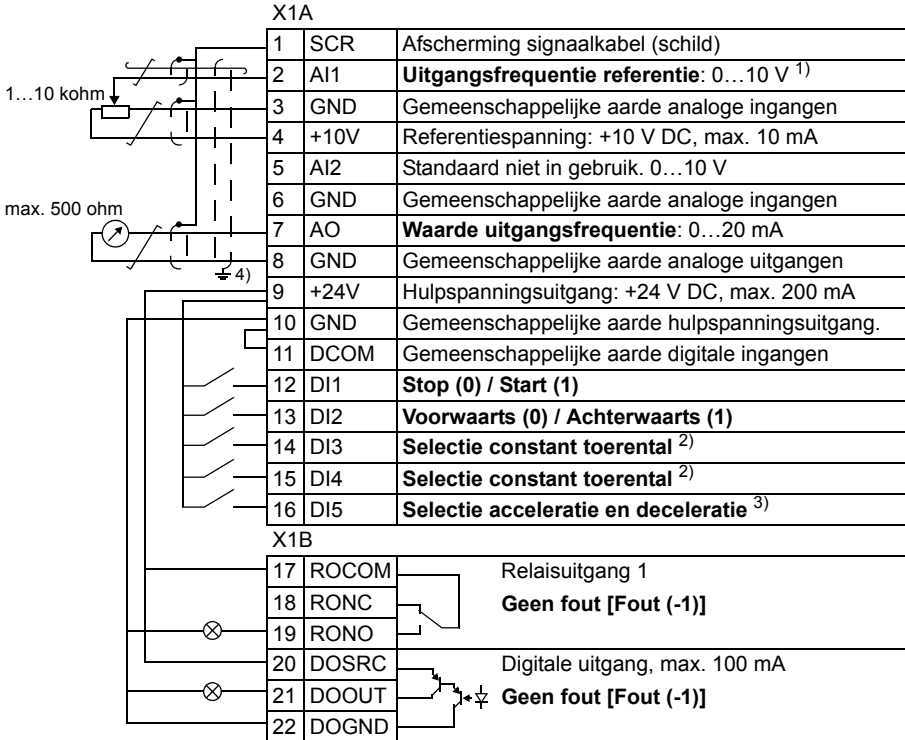 X1A
1 SCR Afscherming signaalkabel (schild)
2 AI1 Uitgangsfrequentie referentie: 0…10 V 1)
1…10 kohm
3 GND Gemeenschappelijke aarde analoge ingangen
4 +10V Referentiespanning: +10 V DC, max. 10 mA
5 AI2 Standaard niet in gebruik. 0…10 V
6 GND Gemeenschappelijke aarde analoge ingangen
max. 500 ohm
7 AO Waarde uitgangsfrequentie: 0…20 mA
8 GND Gemeenschappelijke aarde analoge uitgangen
4)
9 +24V Hulpspanningsuitgang: +24 V DC, max. 200 mA
10 GND Gemeenschappelijke aarde hulpspanningsuitgang.
11 DCOM Gemeenschappelijke aarde digitale ingangen
12 DI1 Stop (0) / Start (1)
13 DI2 Voorwaarts (0) / Achterwaarts (1)
14 DI3 Selectie constant toerental 2)
15 DI4 Selectie constant toerental 2)
16 DI5 Selectie acceleratie en deceleratie 3)
X1B
17 ROCOM Relaisuitgang 1
18 RONC Geen fout [Fout (-1)]
19 RONO
20 DOSRC Digitale uitgang, max. 100 mA
21 DOOUT Geen fout [Fout (-1)]
22 DOGND